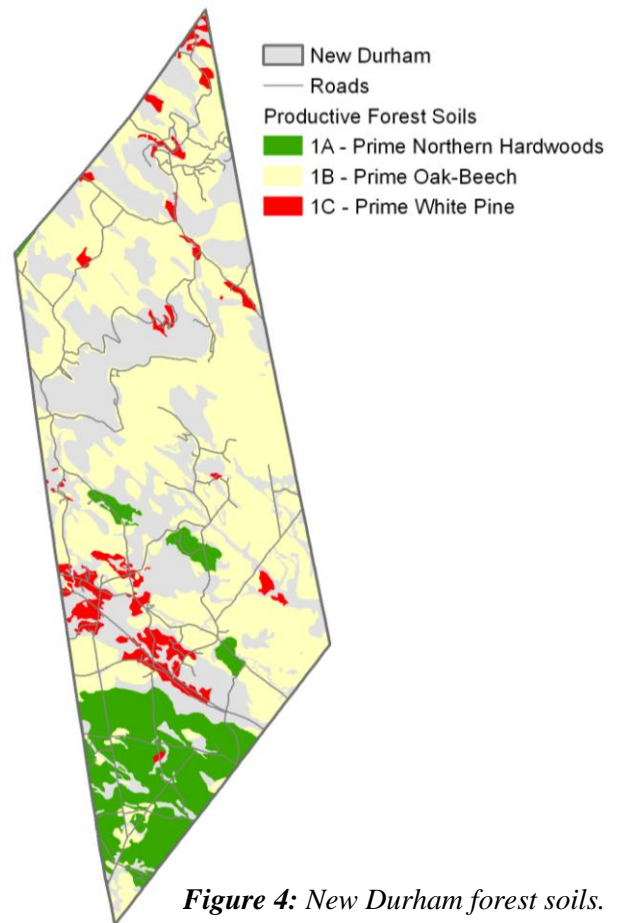 New Durham
Roads
Productive Forest Soils
1A - Prime Northern Hardwoods
1B - Prime Oak-Beech
1C - Prime White Pine
Figure 4: New Durham forest soils.